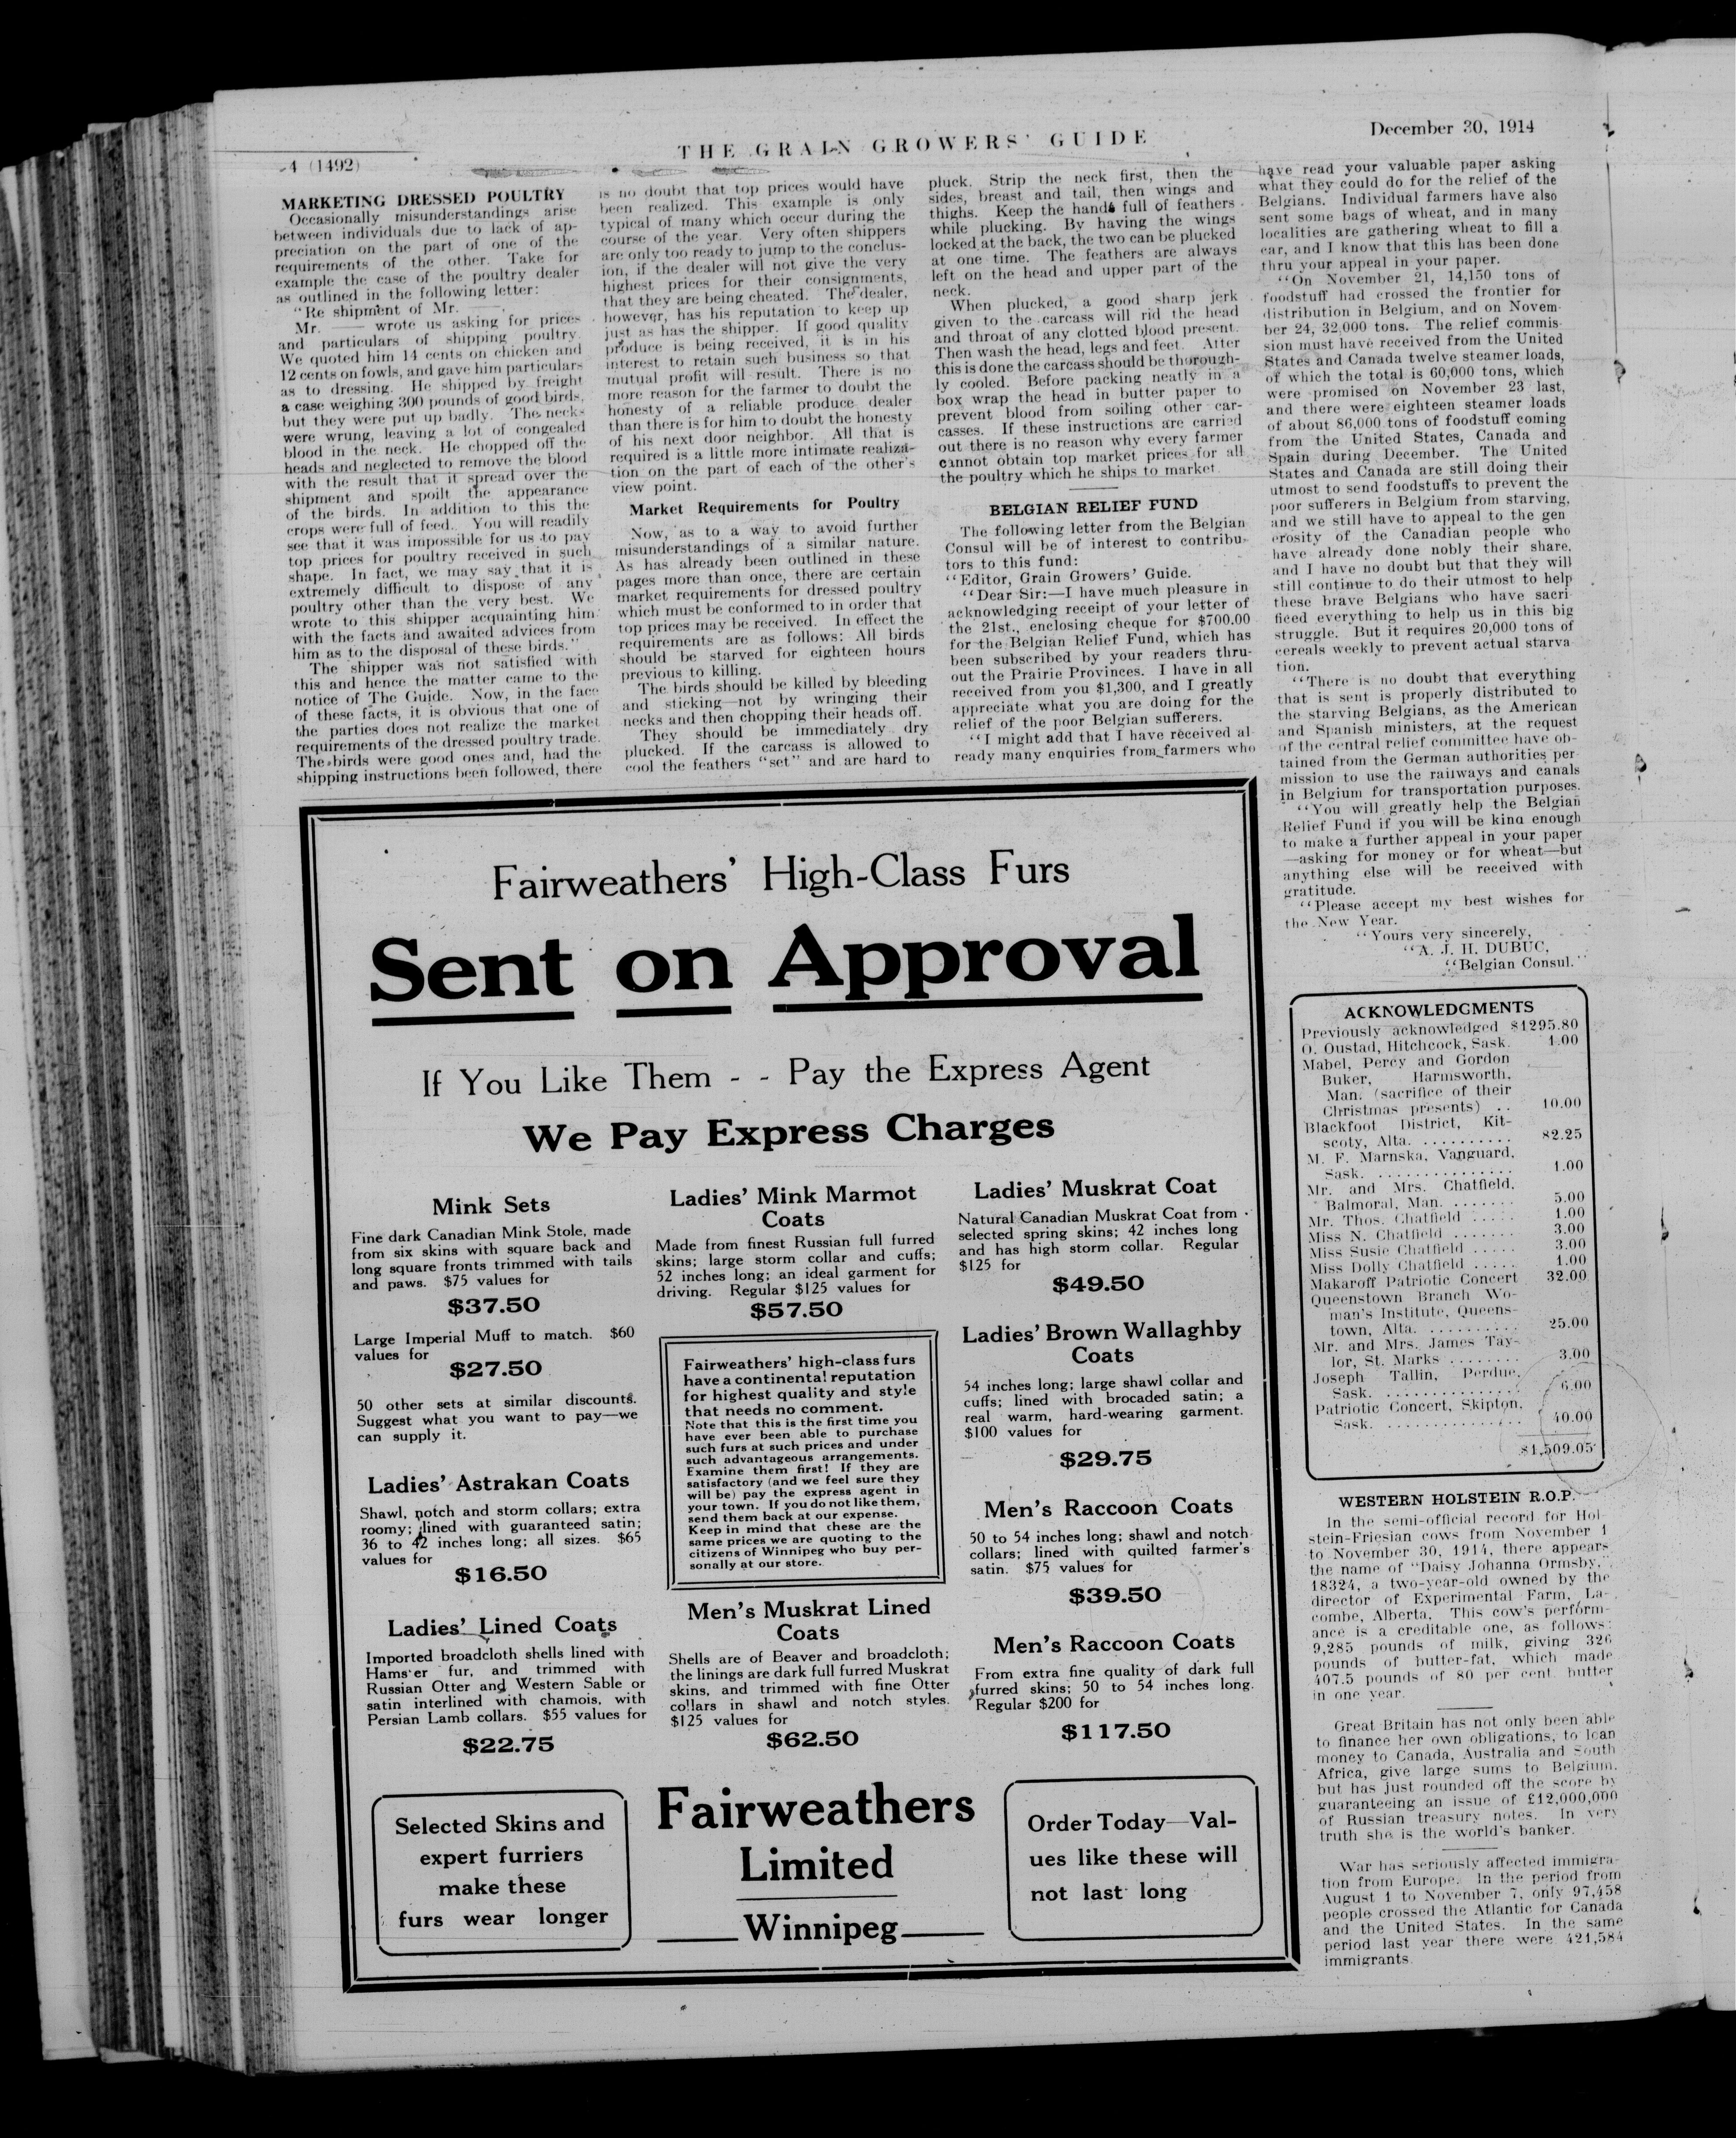 4 (1492)
THE GRAIN GROWERS' GUIDE
December 30, 1914
MARKETING DRESSED POULTRY
Occasionally misunderstandings arise
between individuals due to lack of ap-
preciation on the part of one of the
requirements of the other. Take for
example the case of the poultry dealer
as outlined in the following letter:
"Re shipment of Mr. ——.
Mr. —— wrote us asking for prices
and particulars of shipping poultry.
We quoted him 14 cents on chicken and
12 cents on fowls, and gave him particulars
as to dressing. He shipped by freight
a case weighing 300 pounds of good birds,
but they were put up badly. The necks
were wrung, leaving a lot of congealed
blood in the neck. He chopped off the
heads and neglected to remove the blood
with the result that it spread over the
shipment and spoilt the appearance
of the birds. In addition to this the
crops were full of feed. You will readily
see that it was impossible for us to pay
top prices for poultry received in such
shape. In fact, we may say that it is
extremely difficult to dispose of any
poultry other than the very best. We
wrote to this shipper acquainting him
with the facts and awaited advices from
him as to the disposal of these birds."
The shipper was not satisfied with
this and hence the matter came to the
notice of The Guide. Now, in the face
of these facts, it is obvious that one of
the parties does not realize the market
requirements of the dressed poultry trade.
The birds were good ones and, had the
shipping instructions been followed, there
is no doubt that top prices would have
been realized. This example is only
typical of many which occur during the
course of the year. Very often shippers
are only too ready to jump to the conclus-
ion, if the dealer will not give the very
highest prices for their consignments,
that they are being cheated. The dealer,
however, has his reputation to keep up
just as has the shipper. If good quality
produce is being received, it is in his
interest to retain such business so that
mutual profit will result. There is no
more reason for the farmer to doubt the
honesty of a reliable produce dealer
than there is for him to doubt the honesty
of his next door neighbor. All that is
required is a little more intimate realiza-
tion on the part of each of the other's
view point.
Market Requirements for Poultry
Now, as to a way to avoid further
misunderstandings of a similar nature.
As has already been outlined in these
pages more than once, there are certain
market requirements for dressed poultry
which must be conformed to in order that
top prices may be received. In effect the
requirements are as follows: All birds
should be starved for eighteen hours
previous to killing.
The birds should be killed by bleeding
and sticking—not by wringing their
necks and then chopping their heads off.
They should be immediately dry
plucked. If the carcass is allowed to
cool the feathers "set" and are hard to
pluck. Strip the neck first, then the
sides, breast and tail, then wings and
thighs. Keep the hands full of feathers
while plucking. By having the wings
locked at the back, the two can be plucked
at one time. The feathers are always
left on the head and upper part of the
neck.
When plucked, a good sharp jerk
given to the carcass will rid the head
and throat of any clotted blood present.
Then wash the head, legs and feet. After
this is done the carcass should be thorough-
ly cooled. Before packing neatly in a
box wrap the head in butter paper to
prevent blood from soiling other car-
casses. If these instructions are carried
out there is no reason why every farmer
cannot obtain top market prices for all
the poultry which he ships to market.
BELGIAN RELIEF FUND
The following letter from the Belgian
Consul will be of interest to contribu-
tors to this fund:
"Editor, Grain Growers' Guide.
"Dear Sir:—I have much pleasure in
acknowledging receipt of your letter of
the 21st., enclosing cheque for $700.00
for the Belgian Relief Fund, which has
been subscribed by your readers thru-
out the Prairie Provinces. I have in all
received from you $1,300, and I greatly
appreciate what you are doing for the
relief of the poor Belgian sufferers.
"I might add that I have received al
ready many enquiries from farmers who
have read your valuable paper asking
what they could do for the relief of the
Belgians. Individual farmers have also
sent some bags of wheat, and in many
localities are gathering wheat to fill a
car, and I know that this has been done
thru your appeal in your paper.
"On November 21, 14,150 tons of
foodstuff had crossed the frontier for
distribution in Belgium, and on Novem-
ber 24, 32,000 tons. The relief commis-
sion must have received from the United
States and Canada twelve steamer loads,
of which the total is 60,000 tons, which
were promised on November 23 last,
and there were eighteen steamer loads
of about 86,000 tons of foodstuff coming
from the United States, Canada and
Spain during December. The United
States and Canada are still doing their
utmost to send foodstuffs to prevent the
poor sufferers in Belgium from starving,
and we still have to appeal to the gen
erosity of the Canadian people who
have already done nobly their share,
and I have no doubt but that they will
still continue to do their utmost to help
these brave Belgians who have sacri
ficed everything to help us in this big
struggle. But it requires 20,000 tons of
cereals weekly to prevent actual starva
tion.
"There is no doubt that everything
that is sent is properly distributed to
the starving Belgians, as the American
and Spanish ministers, at the request
of the central relief committee have ob-
tained from the German authorities per
mission to use the railways and canals
in Belgium for transportation purposes.
"You will greatly help the Belgian
Relief Fund if you will be kind enough
to make a further appeal in your paper
—asking for money or for wheat—but
anything else will be received with
gratitude.
"Please accept my best wishes for
the New Year.
"Yours very sincerely,
"A. J. H. DUBUC,
"Belgian Consul."
ACKNOWLEDGMENTS
Previously acknowledged $1295.80
O. Oustad, Hitchcock, Sask. 1.00
Mabel, Percy and Gordon
Buker, Harmsworth,
Man. (sacrifice of their
Christmas presents) .. 10.00
Blackfoot District, Kit-
scoty, Alta. .......... 82.25
M. F. Marnska, Vanguard,
Sask. ............... 1.00
Mr. and Mrs. Chatfield,
Balmoral, Man. ....... 5.00
Mr. Thos. Chatfield ..... 1.00
Miss N. Chatfield ....... 3.00
Miss Susie Chatfield ..... 3.00
Miss Dolly Chatfield ..... 1.00
Makaroff Patriotic Concert 32.00
Queenstown Branch Wo-
man's Institute, Queens-
town, Alta. .......... 25.00
Mr. and Mrs. James Tay-
lor, St. Marks ........ 3.00
Joseph Tallin, Perdue,
Sask. .............. 6.00
Patriotic Concert, Skipton,
Sask. .............. 40.00
$1,509.05
WESTERN HOLSTEIN R.O.P.
In the semi-official record for Hol
stein-Friesian cows from November 1
to November 30, 1914, there appears
the name of "Daisy Johanna Ormsby,"
18324, a two-year-old owned by the
director of Experimental Farm, La-
combe, Alberta. This cow's perform-
ance is a creditable one, as follows:
9,285 pounds of milk, giving 326
pounds of butter-fat, which made
407.5 pounds of 80 per cent. butter
in one year.
Great Britain has not only been able
to finance her own obligations, to loan
money to Canada, Australia and South
Africa, give large sums to Belgium,
but has just rounded off the score by
guaranteeing an issue of £12,000,000
of Russian treasury notes. In very
truth she is the world's banker.
War has seriously affected immigra-
tion from Europe. In the period from
August 1 to November 7, only 97,458
people crossed the Atlantic for Canada
and the United States. In the same
period last year there were 421,584
immigrants.
Fairweathers' High-Class Furs
Sent on Approval
If You Like Them - - Pay the Express Agent
We Pay Express Charges
Mink Sets
Fine dark Canadian Mink Stole, made
from six skins with square back and
long square fronts trimmed with tails
and paws. $75 values for
$37.50
Large Imperial Muff to match. $60
values for
$27.50
50 other sets at similar discounts.
Suggest what you want to pay—we
can supply it.
Ladies' Astrakan Coats
Shawl, notch and storm collars; extra
roomy; lined with guaranteed satin;
36 to 42 inches long; all sizes. $65
values for
$16.50
Ladies' Lined Coats
Imported broadcloth shells lined with
Hamster fur, and trimmed with
Russian Otter and Western Sable or
satin interlined with chamois, with
Persian Lamb collars. $55 values for
$22.75
Ladies' Mink Marmot
Coats
Made from finest Russian full furred
skins; large storm collar and cuffs;
52 inches long; an ideal garment for
driving. Regular $125 values for
$57.50
Fairweathers' high-class furs
have a continental reputation
for highest quality and style
that needs no comment.
Note that this is the first time you
have ever been able to purchase
such furs at such prices and under
such advantageous arrangements.
Examine them first! If they are
satisfactory (and we feel sure they
will be) pay the express agent in
your town. If you do not like them,
send them back at our expense.
Keep in mind that these are the
same prices we are quoting to the
citizens of Winnipeg who buy per-
sonally at our store.
Men's Muskrat Lined
Coats
Shells are of Beaver and broadcloth;
the linings are dark full furred Muskrat
skins, and trimmed with fine Otter
collars in shawl and notch styles.
$125 values for
$62.50
Ladies' Muskrat Coat
Natural Canadian Muskrat Coat from
selected spring skins; 42 inches long
and has high storm collar. Regular
$125 for
$49.50
Ladies' Brown Wallaghby
Coats
54 inches long; large shawl collar and
cuffs; lined with brocaded satin; a
real warm, hard-wearing garment.
$100 values for
$29.75
Men's Raccoon Coats
50 to 54 inches long; shawl and notch
collars; lined with quilted farmer's
satin. $75 values for
$39.50
Men's Raccoon Coats
From extra fine quality of dark full
furred skins; 50 to 54 inches long.
Regular $200 for
$117.50
Selected Skins and
expert furriers
make these
furs wear longer
Fairweathers
Limited
Winnipeg
Order Today—Val-
ues like these will
not last long